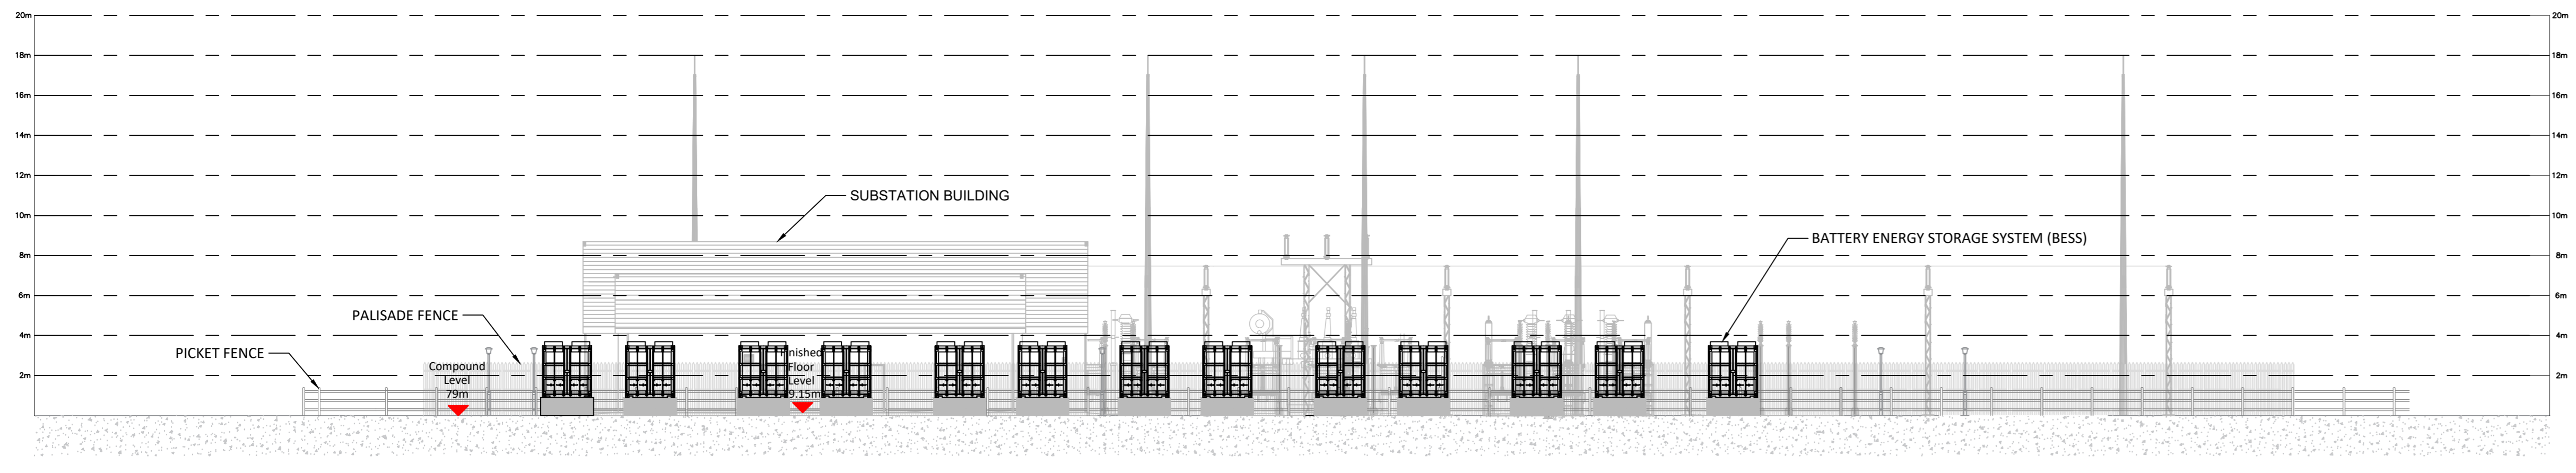 20m 20m
18m 18m
16m 16m
14m 14m
12m 12m
SUBSTATION BUILDING
10m 10m
BATTERY ENERGY STORAGE SYSTEM (BESS)
8m 8m
6m 6m
PALISADE FENCE
4m 4m
PICKET FENCE
Finished
Compound
Floor
2m 2m
Level
Level
79m
9.15m